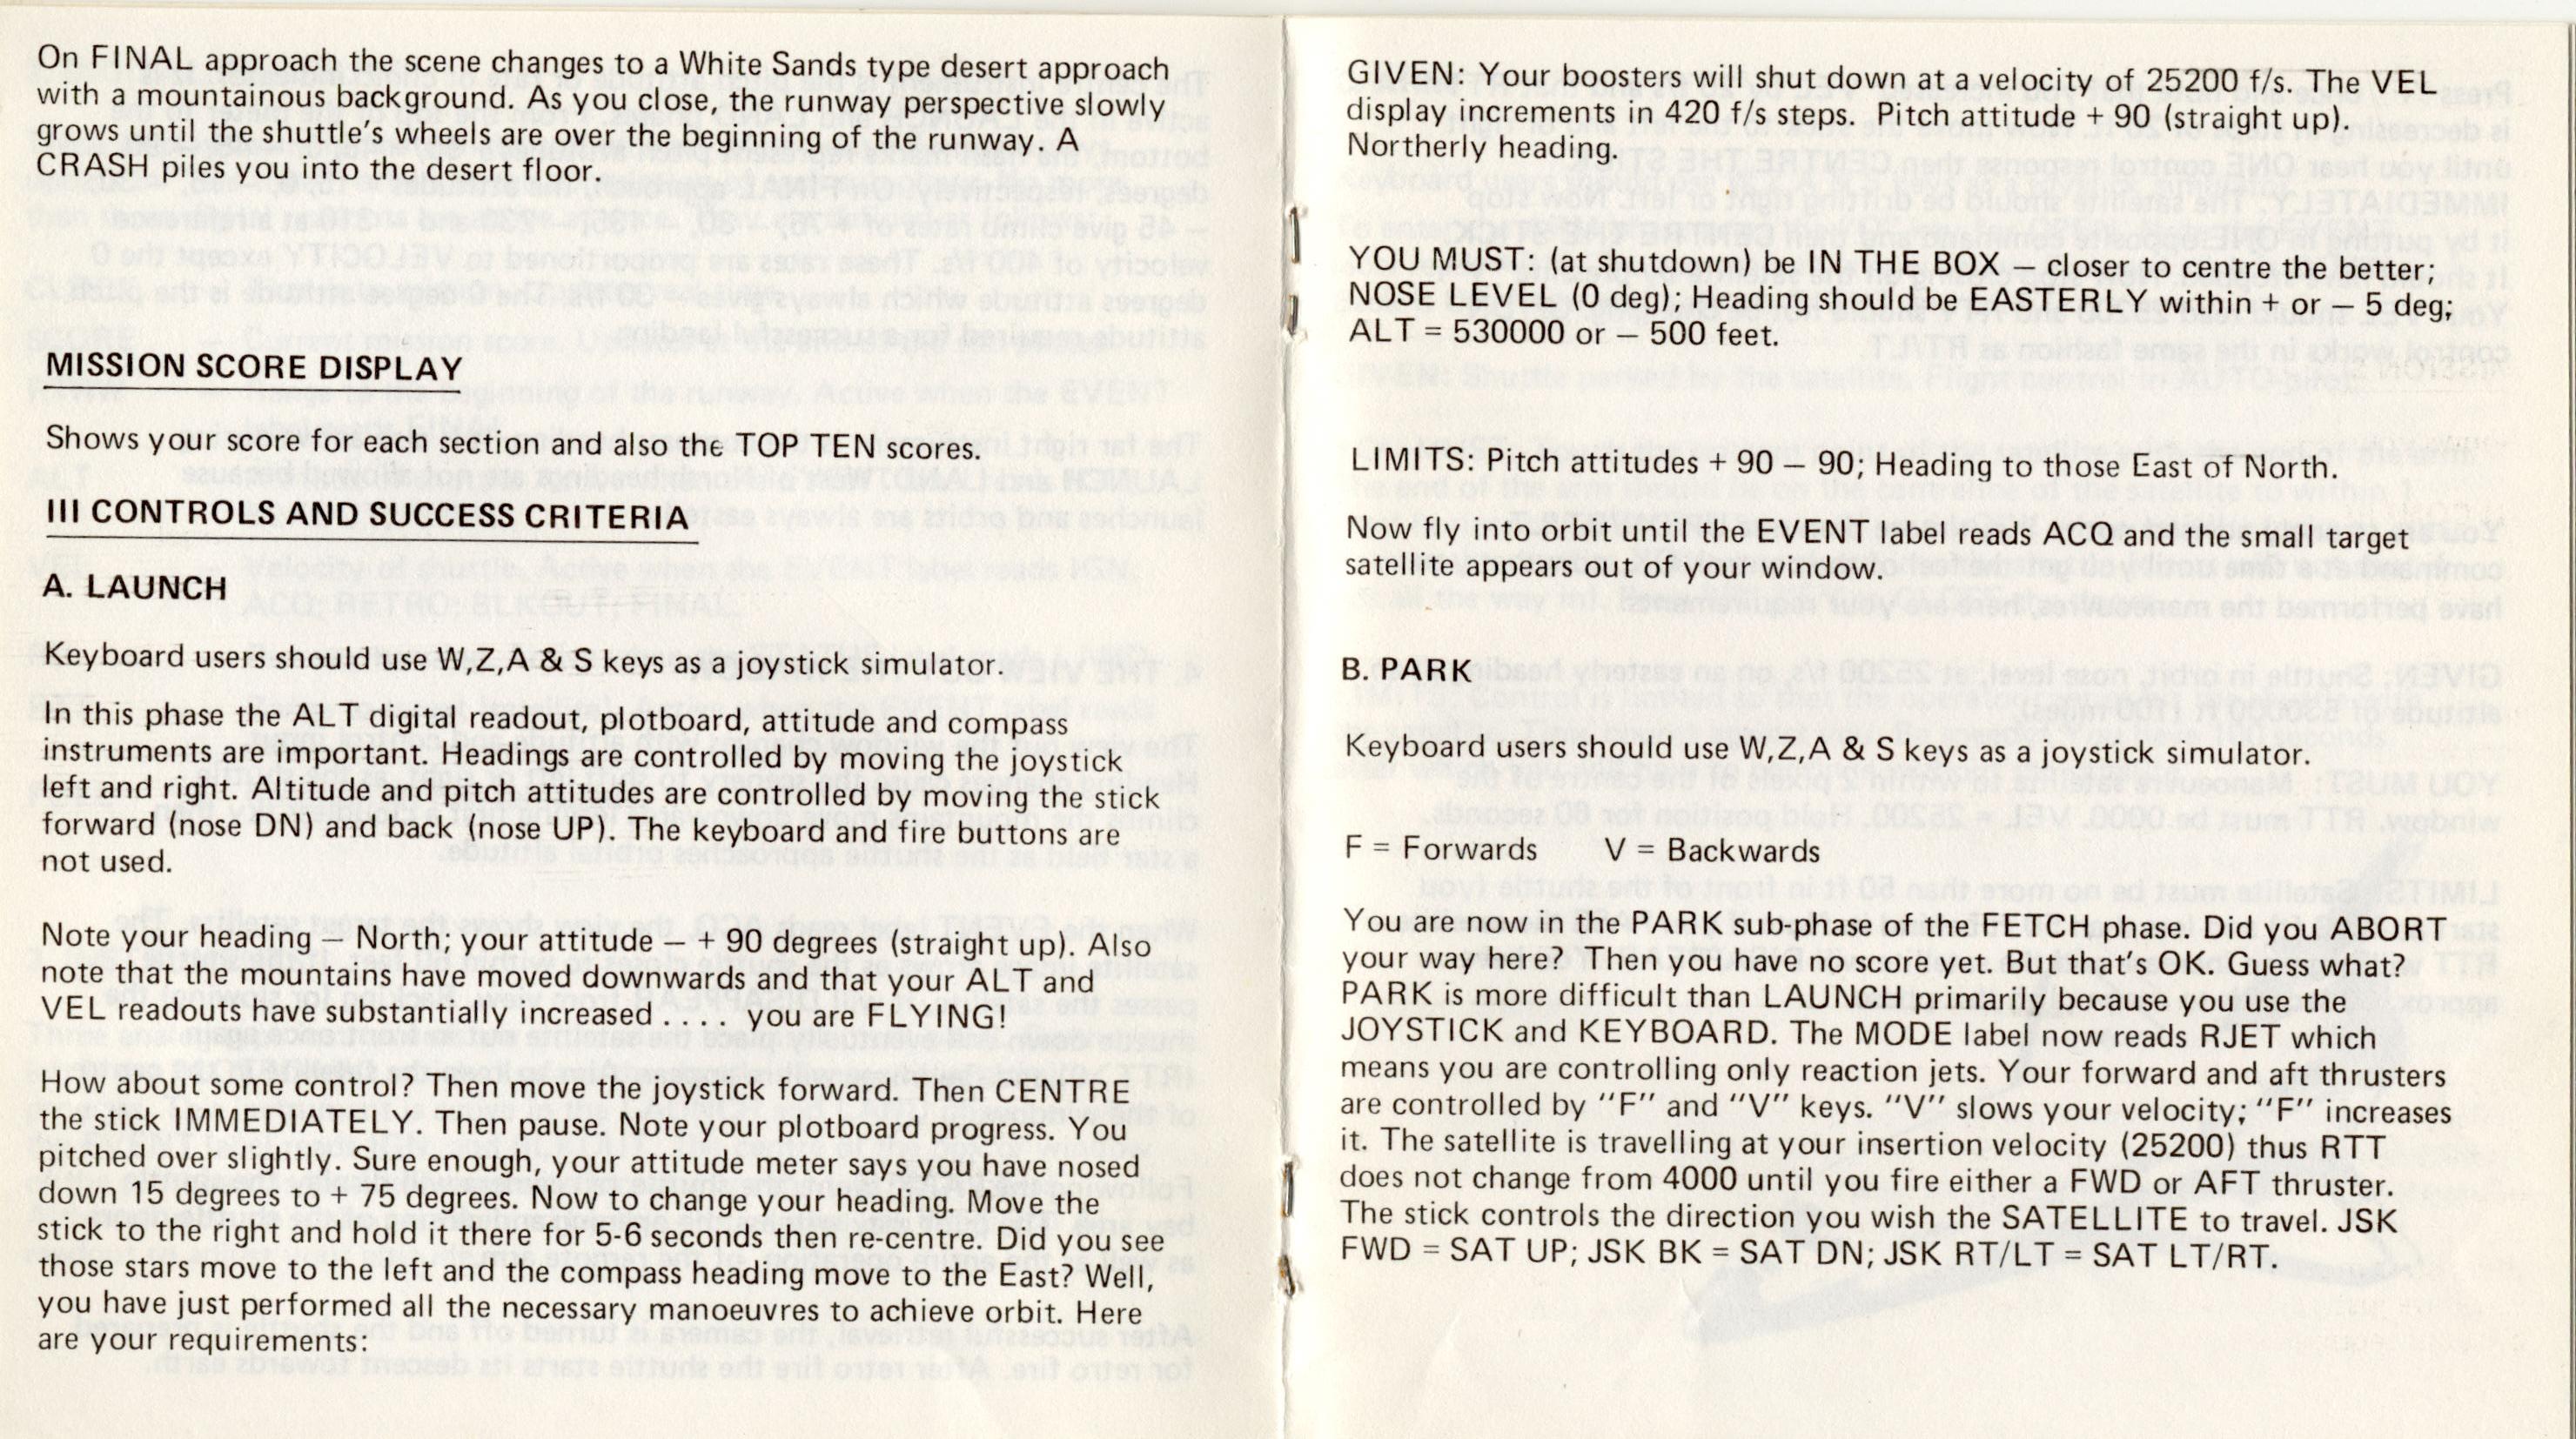 On FINAL approach the scene changes to a White Sands type desert approach
with a mountainous background. As you close, the runway perspective slowly
grows until the shuttle's wheels are over the beginning of the runway. A
CRASH piles you into the desert floor.
MISSION SCORE DISPLAY
Shows your score for each section and also the TOP TEN scores.
III CONTROLS AND SUCCESS CRITERIA
A. LAUNCH
Keyboard users should use W,Z,A & S keys as a joystick simulator.
In this phase the ALT digital readout, plotboard, attitude and compass
instruments are important. Headings are controlled by moving the joystick
left and right. Altitude and pitch attitudes are controlled by moving the stick
forward (nose DN) and back (nose UP). The keyboard and fire buttons are
not used.
Note your heading — North; your attitude — + 90 degrees (straight up). Also
note that the mountains have moved downwards and that your ALT and
VEL readouts have substantially increased . . . . you are FLYING!
How about some control? Then move the joystick forward. Then CENTRE
the stick IMMEDIATELY. Then pause. Note your plotboard progress. You
pitched over slightly. Sure enough, your attitude meter says you have nosed
down 15 degrees to + 75 degrees. Now to change your heading. Move the
stick to the right and hold it there for 5-6 seconds then re-centre. Did you see
those stars move to the left and the compass heading move to the East? Well,
you have just performed all the necessary manoeuvres to achieve orbit. Here
are your requirements:
GIVEN: Your boosters will shut down at a velocity of 25200 f/s. The VEL
display increments in 420 f/s steps. Pitch attitude + 90 (straight up).
Northerly heading.
YOU MUST: (at shutdown) be IN THE BOX — closer to centre the better;
NOSE LEVEL (0 deg); Heading should be EASTERLY within + or — 5 deg;
ALT = 530000 or — 500 feet.
LIMITS: Pitch attitudes + 90 — 90; Heading to those East of North.
Now fly into orbit until the EVENT label reads ACQ and the small target
satellite appears out of your window.
B. PARK
Keyboard users should use W,Z,A & S keys as a joystick simulator.
F = Forwards V = Backwards
You are now in the PARK sub-phase of the FETCH phase. Did you ABORT
your way here? Then you have no score yet. But that's OK. Guess what?
PARK is more difficult than LAUNCH primarily because you use the
JOYSTICK and KEYBOARD. The MODE label now reads RJET which
means you are controlling only reaction jets. Your forward and aft thrusters
are controlled by "F" and "V" keys. "V" slows your velocity; "F" increases
it. The satellite is travelling at your insertion velocity (25200) thus RTT
does not change from 4000 until you fire either a FWD or AFT thruster.
The stick controls the direction you wish the SATELLITE to travel. JSK
FWD = SAT UP; JSK BK = SAT DN; JSK RT/LT = SAT LT/RT.